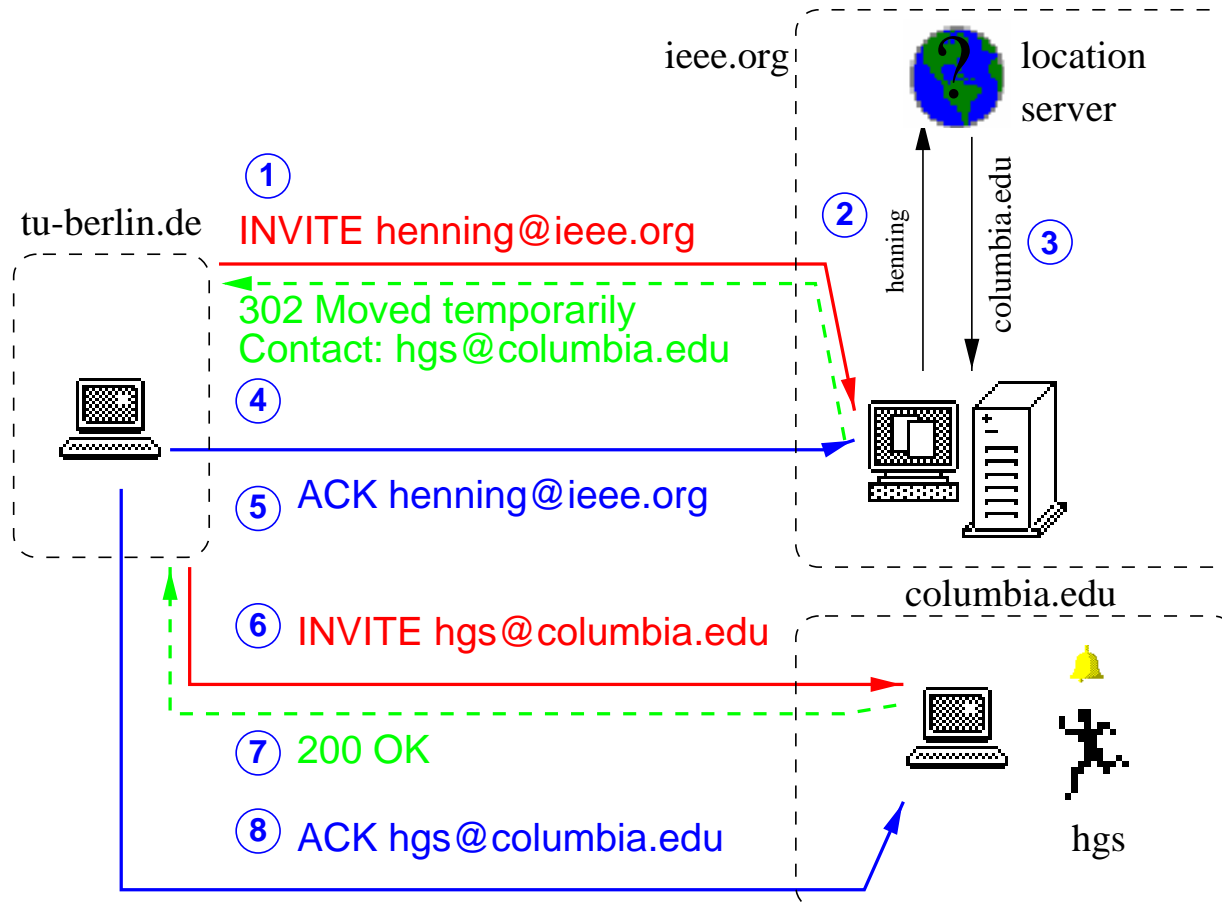 ieee.org
?
location
server
1
tu-berlin.de
INVITE henning@ieee.org
2
henning
columbia.edu
3
302 Moved temporarily
Contact: hgs@columbia.edu
4
5
ACK henning@ieee.org
columbia.edu
6
INVITE hgs@columbia.edu
7
200 OK
8
ACK hgs@columbia.edu
hgs